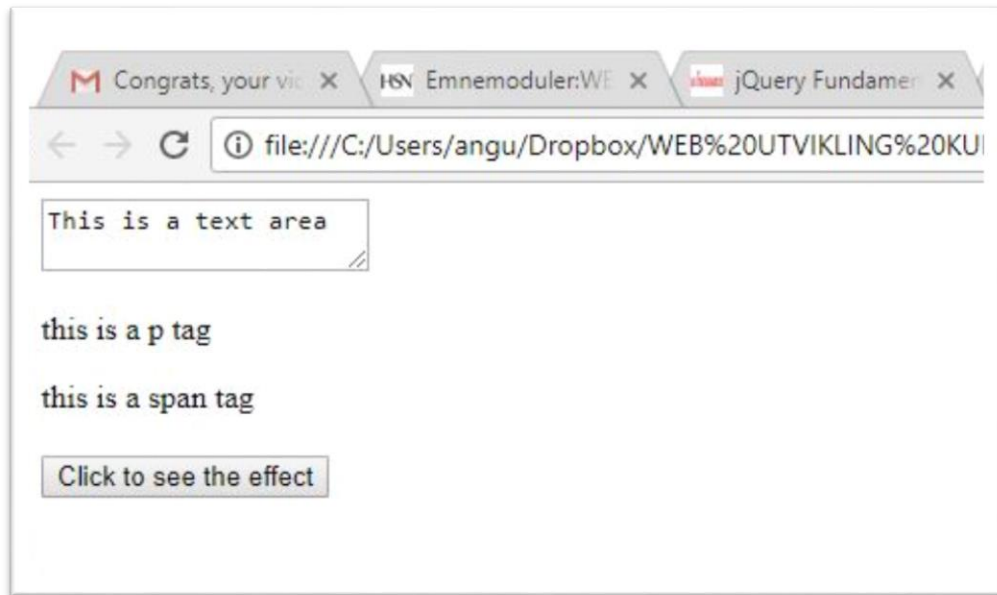 Congrats, your vi
HSN Emnemoduler:WE
jQuery Fundamen
file:///C:/Users/angu/Dropbox/WEB%20UTVIKLING%20KU
This is a text area
this is a p tag
this is a span tag
Click to see the effect